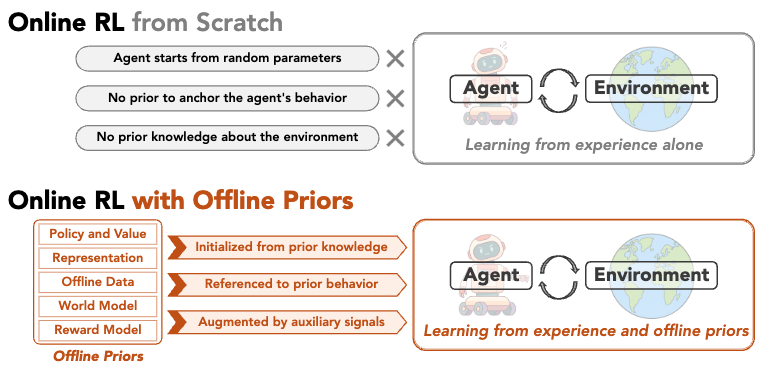 Online RL from Scratch
Agent starts from random parameters
No prior to anchor the agent's behavior
No prior knowledge about the environment
Agent
Environment
Learning from experience alone
Online RL with Offline Priors
Policy and Value
Representation
Offline Data
World Model
Reward Model
Offline Priors
Initialized from prior knowledge
Referenced to prior behavior
Augmented by auxiliary signals
Agent
Environment
Learning from experience and offline priors